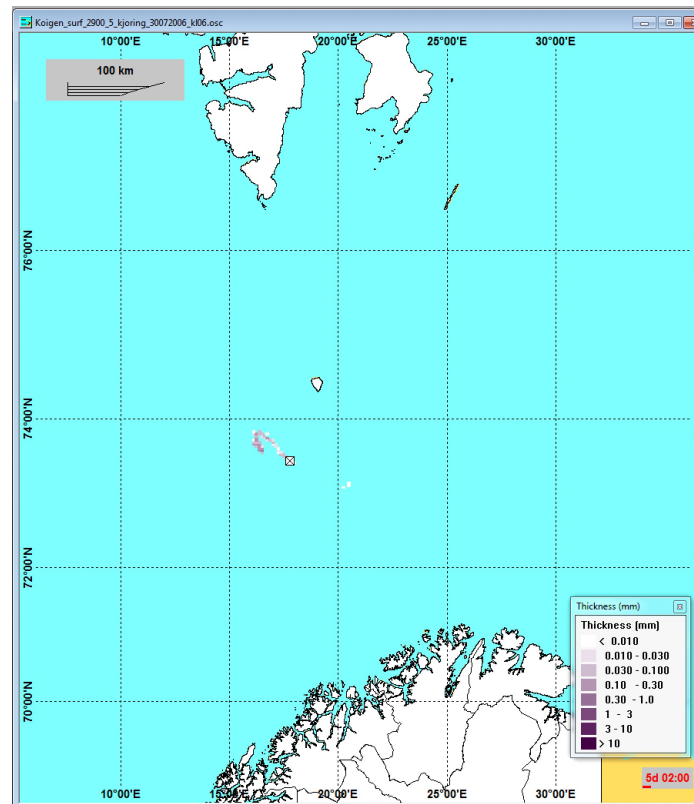 Koigen_surf_2900_5_kjoring_30072006_kl06.osc
10°00'E 15°00'E 20°00'E 25°00'E 30°00'E
100 km
76°00'N
74°00'N
72°00'N
70°00'N
Thickness (mm)
Thickness (mm)
< 0.010
0.010 - 0.030
0.030 - 0.100
0.10 - 0.30
0.30 - 1.0
1 - 3
3 - 10
> 10
5d 02:00
10°00'E 15°00'E 20°00'E 25°00'E 30°00'E